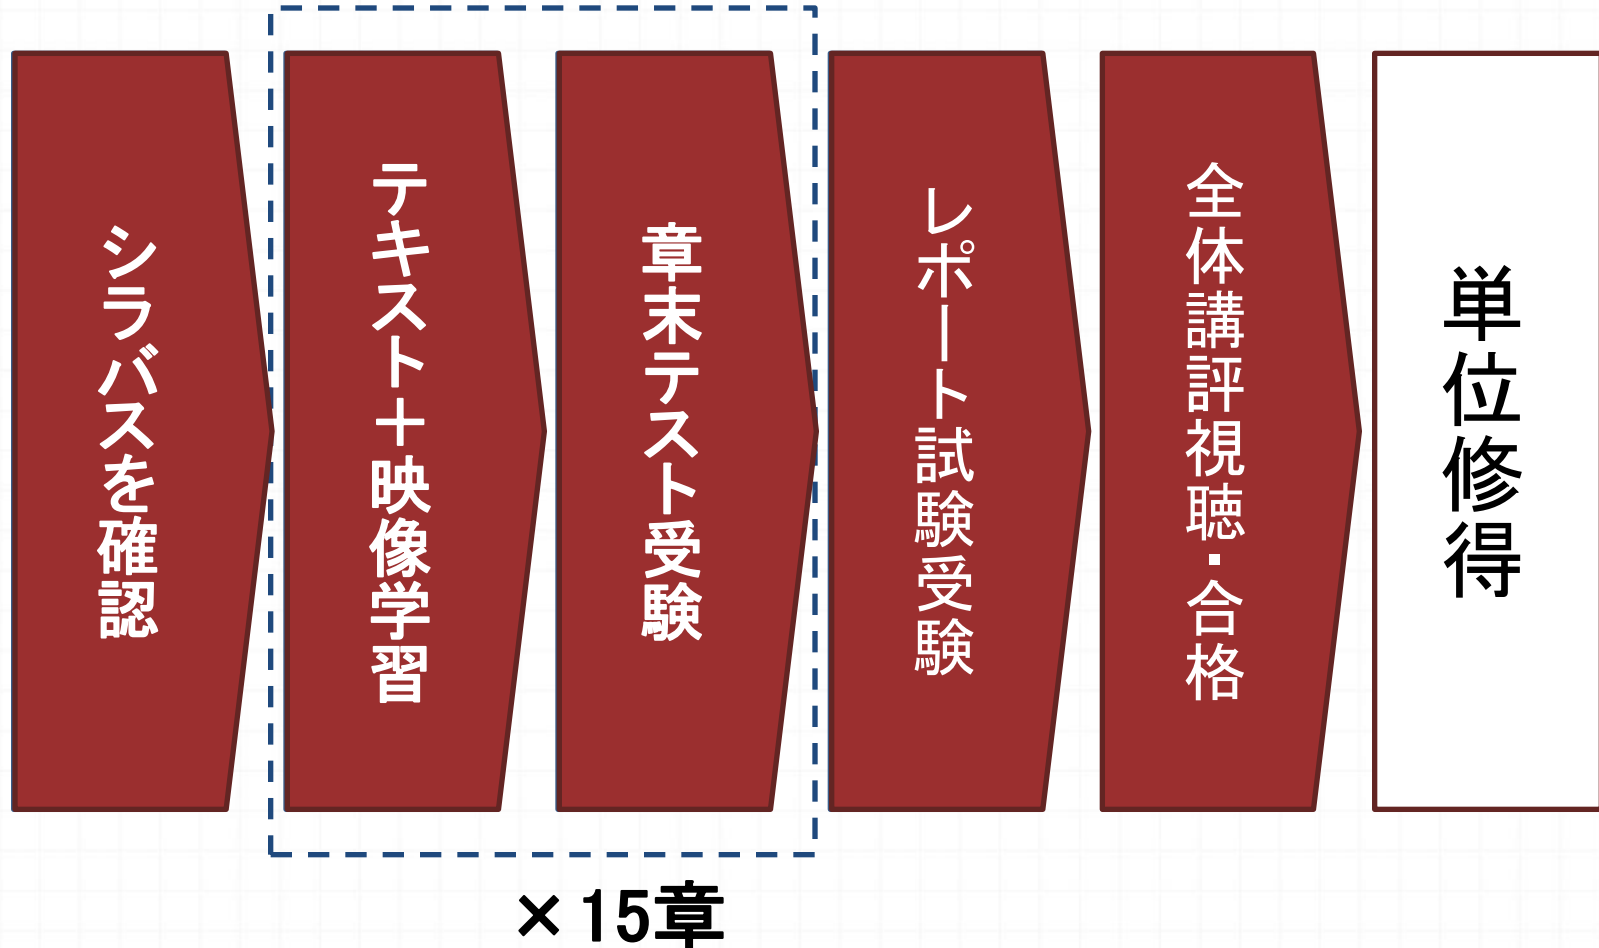 シラバスを確認
テキスト＋映像学習
章末テスト受験
レポート試験受験
全体講評視聴・合格
単位修得
×15章